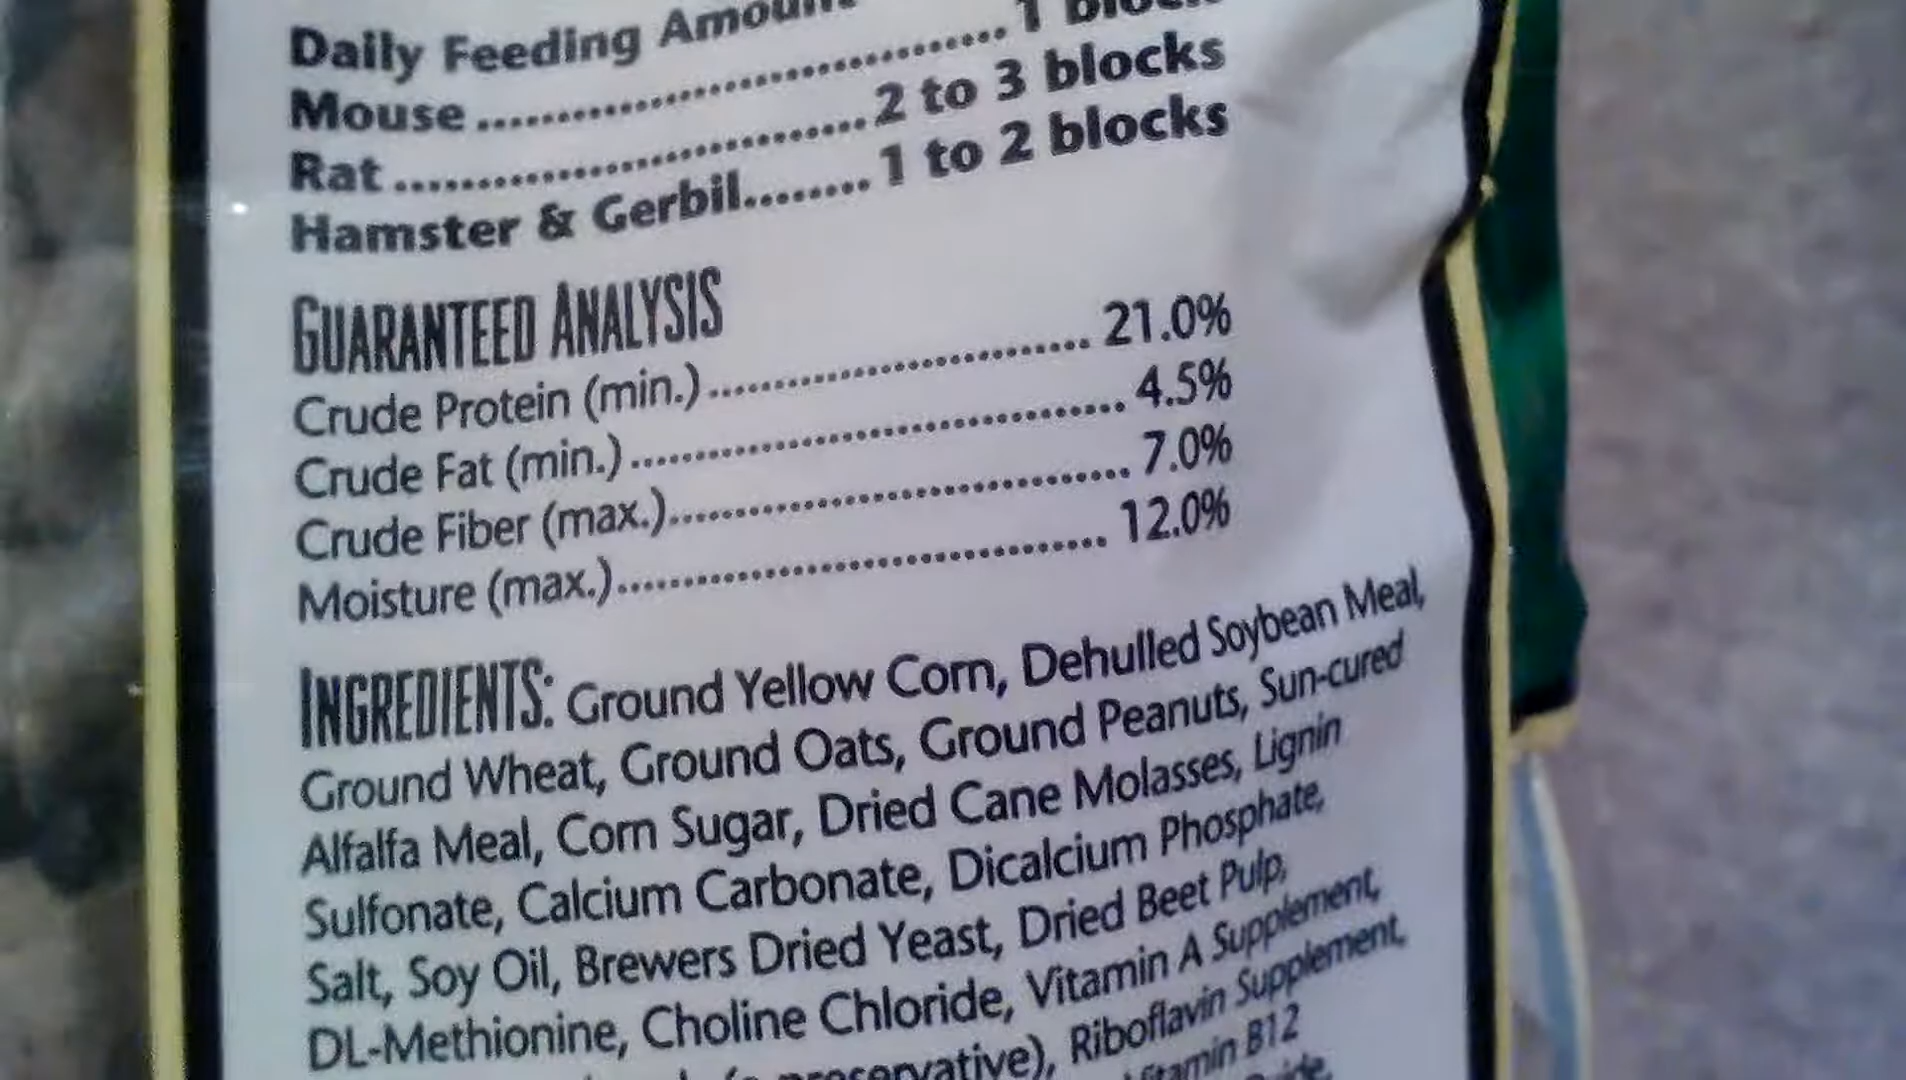 Daily Feeding Amount
Mouse 1 block
Rat 2 to 3 blocks
Hamster & Gerbil........1 to 2 blocks
GUARANTEED ANALYSIS
Crude Protein (min.) 21.0%
Crude Fat (min.) 4.5%
Crude Fiber (max.) 7.0%
Moisture (max.) 12.0%
INGREDIENTS: Ground Yellow Corn, Dehulled Soybean Meal,
Ground Wheat, Ground Oats, Ground Peanuts, Sun-cured
Alfalfa Meal, Corn Sugar, Dried Cane Molasses, Lignin
Sulfonate, Calcium Carbonate, Dicalcium Phosphate,
Salt, Soy Oil, Brewers Dried Yeast, Dried Beet Pulp,
DL-Methionine, Choline Chloride, Vitamin A Supplement,
preservative), Riboflavin Supplement,
Vitamin B12